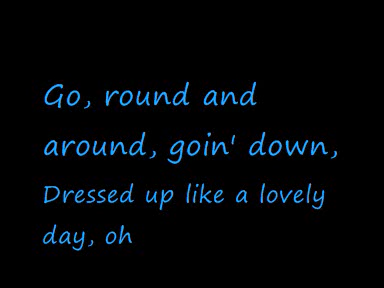 Go, round and
around, goin' down,
Dressed up like a lovely
day, oh